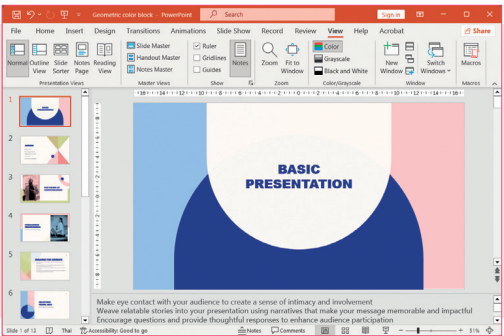 Grometric color block - PowerPoint
Search
Sign in
File Home Insert Design Transitions Animations Slide Show Record Review View Help Acrobat Share
Normal Outline View Slide Sorter Notes Page Reading View
Presentation Views
Slide Master
Handout Master
Notes Master
Master Views
Ruler
Gridlines
Guides
Show
Notes
Zoom Fit to Window
Zoom
Color
Grayscale
Black and White
Color/Grayscale
New Window
Switch Windows
Window
Macros
Macros
1
2
3
4
5
6
BASIC
PRESENTATION
Make eye contact with your audience to create a sense of intimacy and involvement
Weave relatable stories into your presentation using narratives that make your message memorable and impactful
Encourage questions and provide thoughtful responses to enhance audience participation
Slide 1 of 13 Thai Accessibility: Good to go Notes Comments 51%